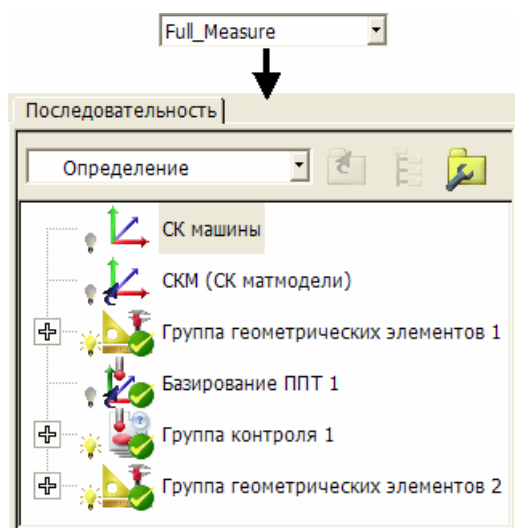 Full_Measure
Последовательность
Определение
СК машины
СКМ (СК матмодели)
Группа геометрических элементов 1
Базирование ППТ 1
Группа контроля 1
Группа геометрических элементов 2